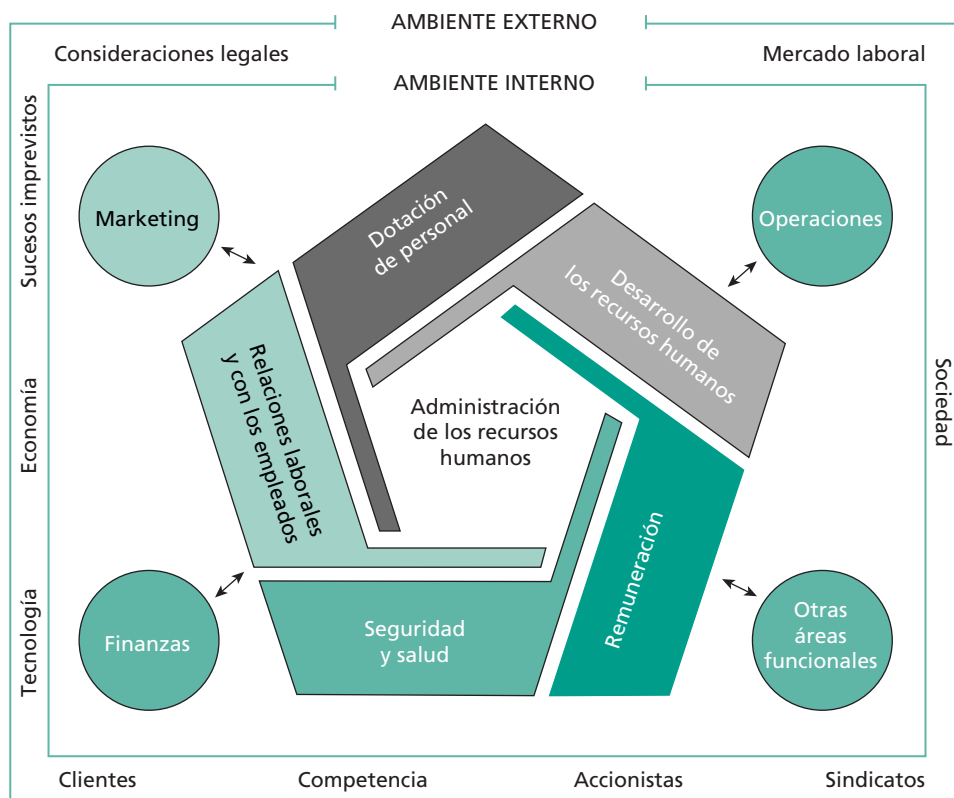 AMBIENTE EXTERNO
Consideraciones legales
Mercado laboral
AMBIENTE INTERNO
Sucesos imprevistos
Economía
Tecnología
Marketing
Dotación
de personal
Operaciones
Desarrollo de
los recursos humanos
Relaciones laborales
y con los empleados
Administración
de los recursos
humanos
Sociedad
Remuneración
Finanzas
Seguridad
y salud
Otras
áreas
funcionales
Clientes
Competencia
Accionistas
Sindicatos